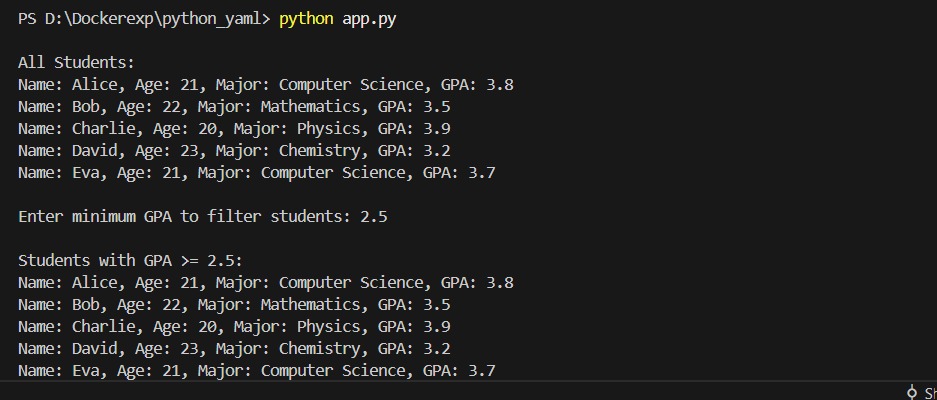 PS D:\Dockerexp\python_yaml> python app.py
All Students:
Name: Alice, Age: 21, Major: Computer Science, GPA: 3.8
Name: Bob, Age: 22, Major: Mathematics, GPA: 3.5
Name: Charlie, Age: 20, Major: Physics, GPA: 3.9
Name: David, Age: 23, Major: Chemistry, GPA: 3.2
Name: Eva, Age: 21, Major: Computer Science, GPA: 3.7
Enter minimum GPA to filter students: 2.5
Students with GPA >= 2.5:
Name: Alice, Age: 21, Major: Computer Science, GPA: 3.8
Name: Bob, Age: 22, Major: Mathematics, GPA: 3.5
Name: Charlie, Age: 20, Major: Physics, GPA: 3.9
Name: David, Age: 23, Major: Chemistry, GPA: 3.2
Name: Eva, Age: 21, Major: Computer Science, GPA: 3.7